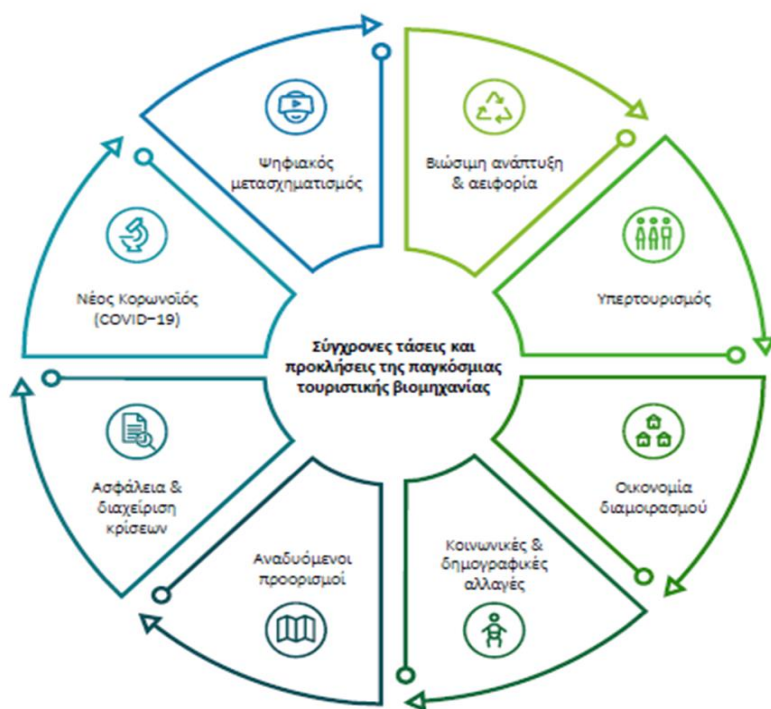 Ψηφιακός
μετασχηματισμός
Βιώσιμη ανάπτυξη
& αειφορία
Υπερτουρισμός
Νέος Κορωνοϊός
(COVID-19)
Σύγχρονες τάσεις και
προκλήσεις της παγκόσμιας
τουριστικής βιομηχανίας
Ασφάλεια &
διαχείριση
κρίσεων
Οικονομία
διαμοιρασμού
Αναδυόμενοι
προορισμοί
Κοινωνικές &
δημογραφικές
αλλαγές